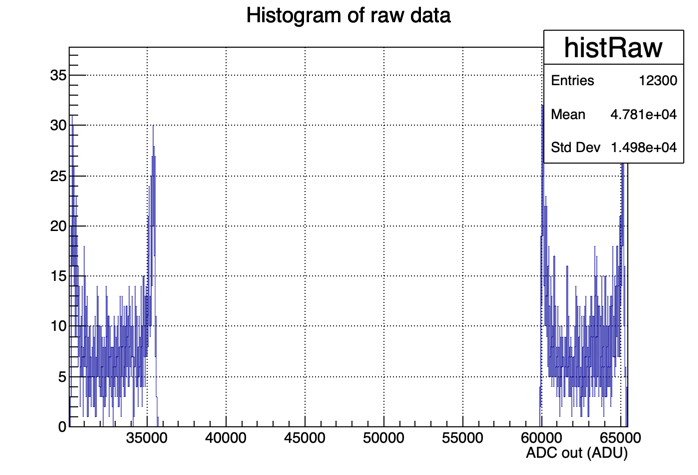 Histogram of raw data
histRaw
Entries 12300
Mean 4.781e+04
Std Dev 1.498e+04
35
30
25
20
15
10
5
0
35000 40000 45000 50000 55000 60000 65000
ADC out (ADU)